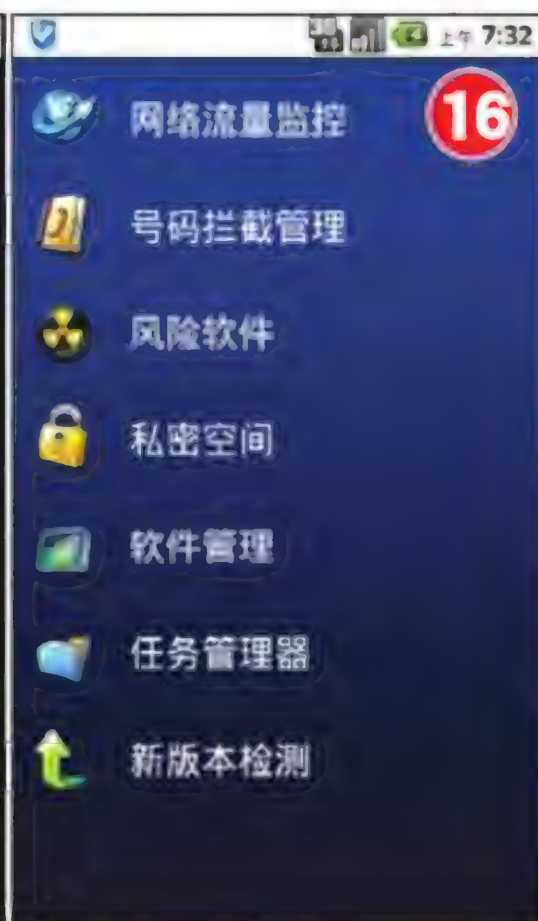 3G 上午 7:32
网络流量监控
16
号码拦截管理
风险软件
私密空间
软件管理
任务管理器
新版本检测